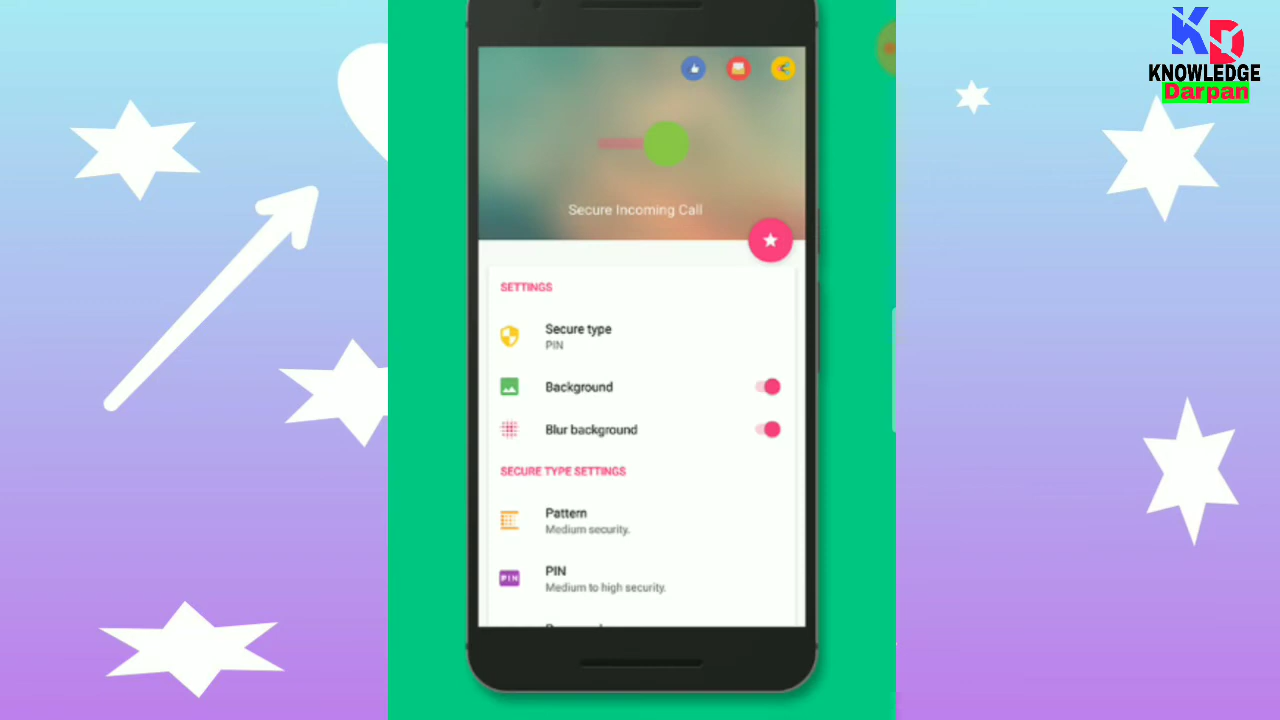 KD
KNOWLEDGE
Darpan
Secure Incoming Call
SETTINGS
Secure type
PIN
Background
Blur background
SECURE TYPE SETTINGS
Pattern
Medium security.
PIN
PIN
Medium to high security.